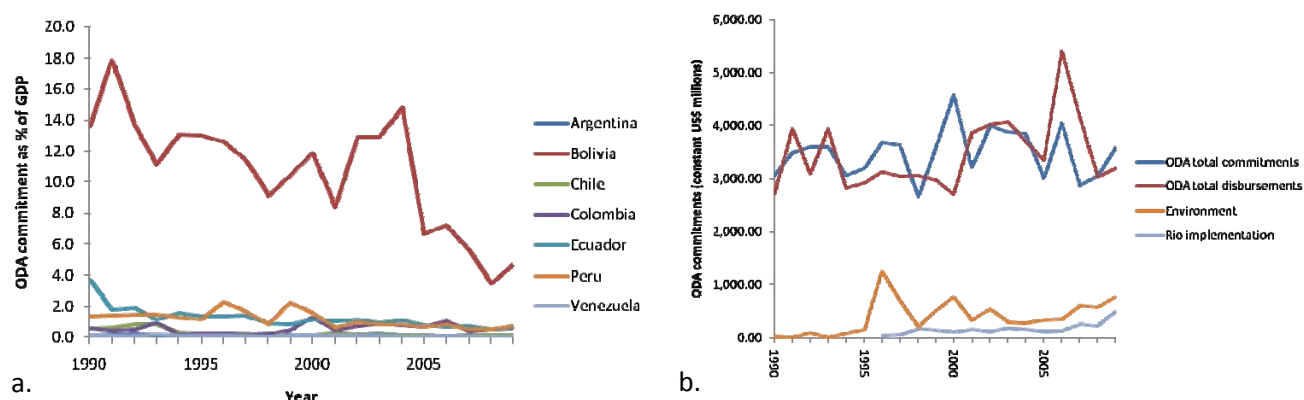 20.0
18.0
16.0
14.0
12.0
10.0
8.0
6.0
4.0
2.0
0.0
ODA commitment as % of GDP
1990
1995
2000
2005
Year
Argentina
Bolivia
Chile
Colombia
Ecuador
Peru
Venezuela
a.
6,000.00
5,000.00
4,000.00
3,000.00
2,000.00
1,000.00
0.00
ODA commitments (constant US$ millions)
1990
1995
2000
2005
ODA total commitments
ODA total disbursements
Environment
Rio implementation
b.